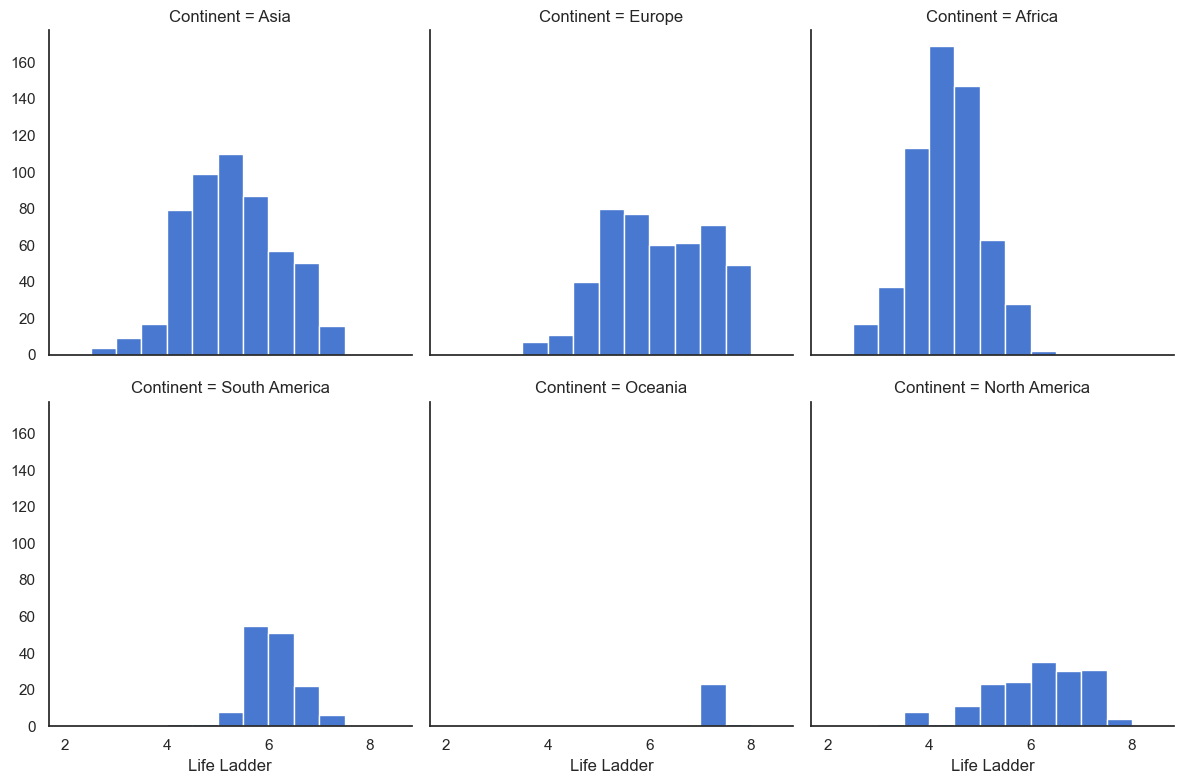 Continent = Asia
Continent = Europe
Continent = Africa
160
140
120
100
80
60
40
20
0
Continent = South America
Continent = Oceania
Continent = North America
160
140
120
100
80
60
40
20
0
2 4 6 8
2 4 6 8
2 4 6 8
Life Ladder
Life Ladder
Life Ladder